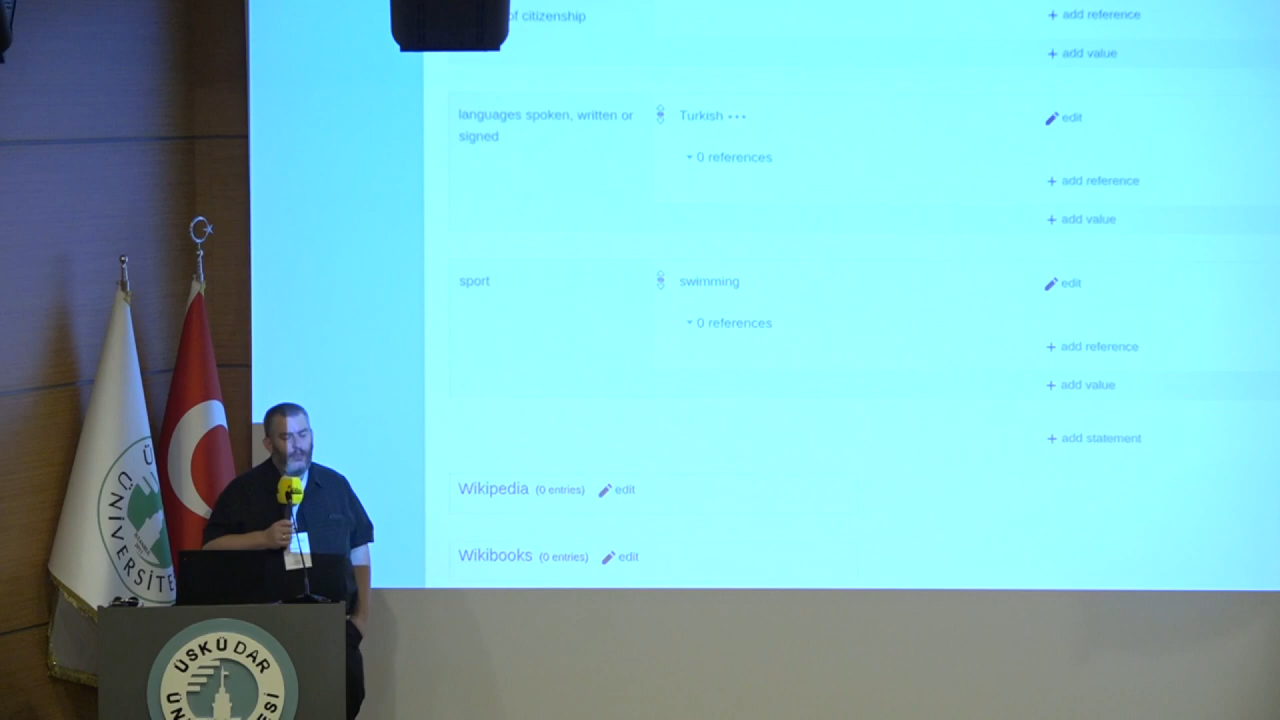 of citizenship
+ add reference
+ add value
languages spoken, written or
signed
Turkish •••
edit
0 references
+ add reference
+ add value
sport
swimming
edit
0 references
+ add reference
+ add value
+ add statement
Wikipedia (0 entries) edit
Wikibooks (0 entries) edit
ÜNİVERSİTE
ÜSKÜDAR